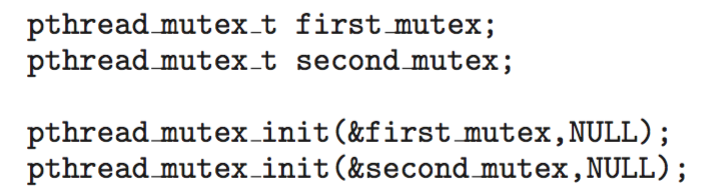 pthread_mutex_t first_mutex;
pthread_mutex_t second_mutex;
pthread_mutex_init(&first_mutex,NULL);
pthread_mutex_init(&second_mutex,NULL);